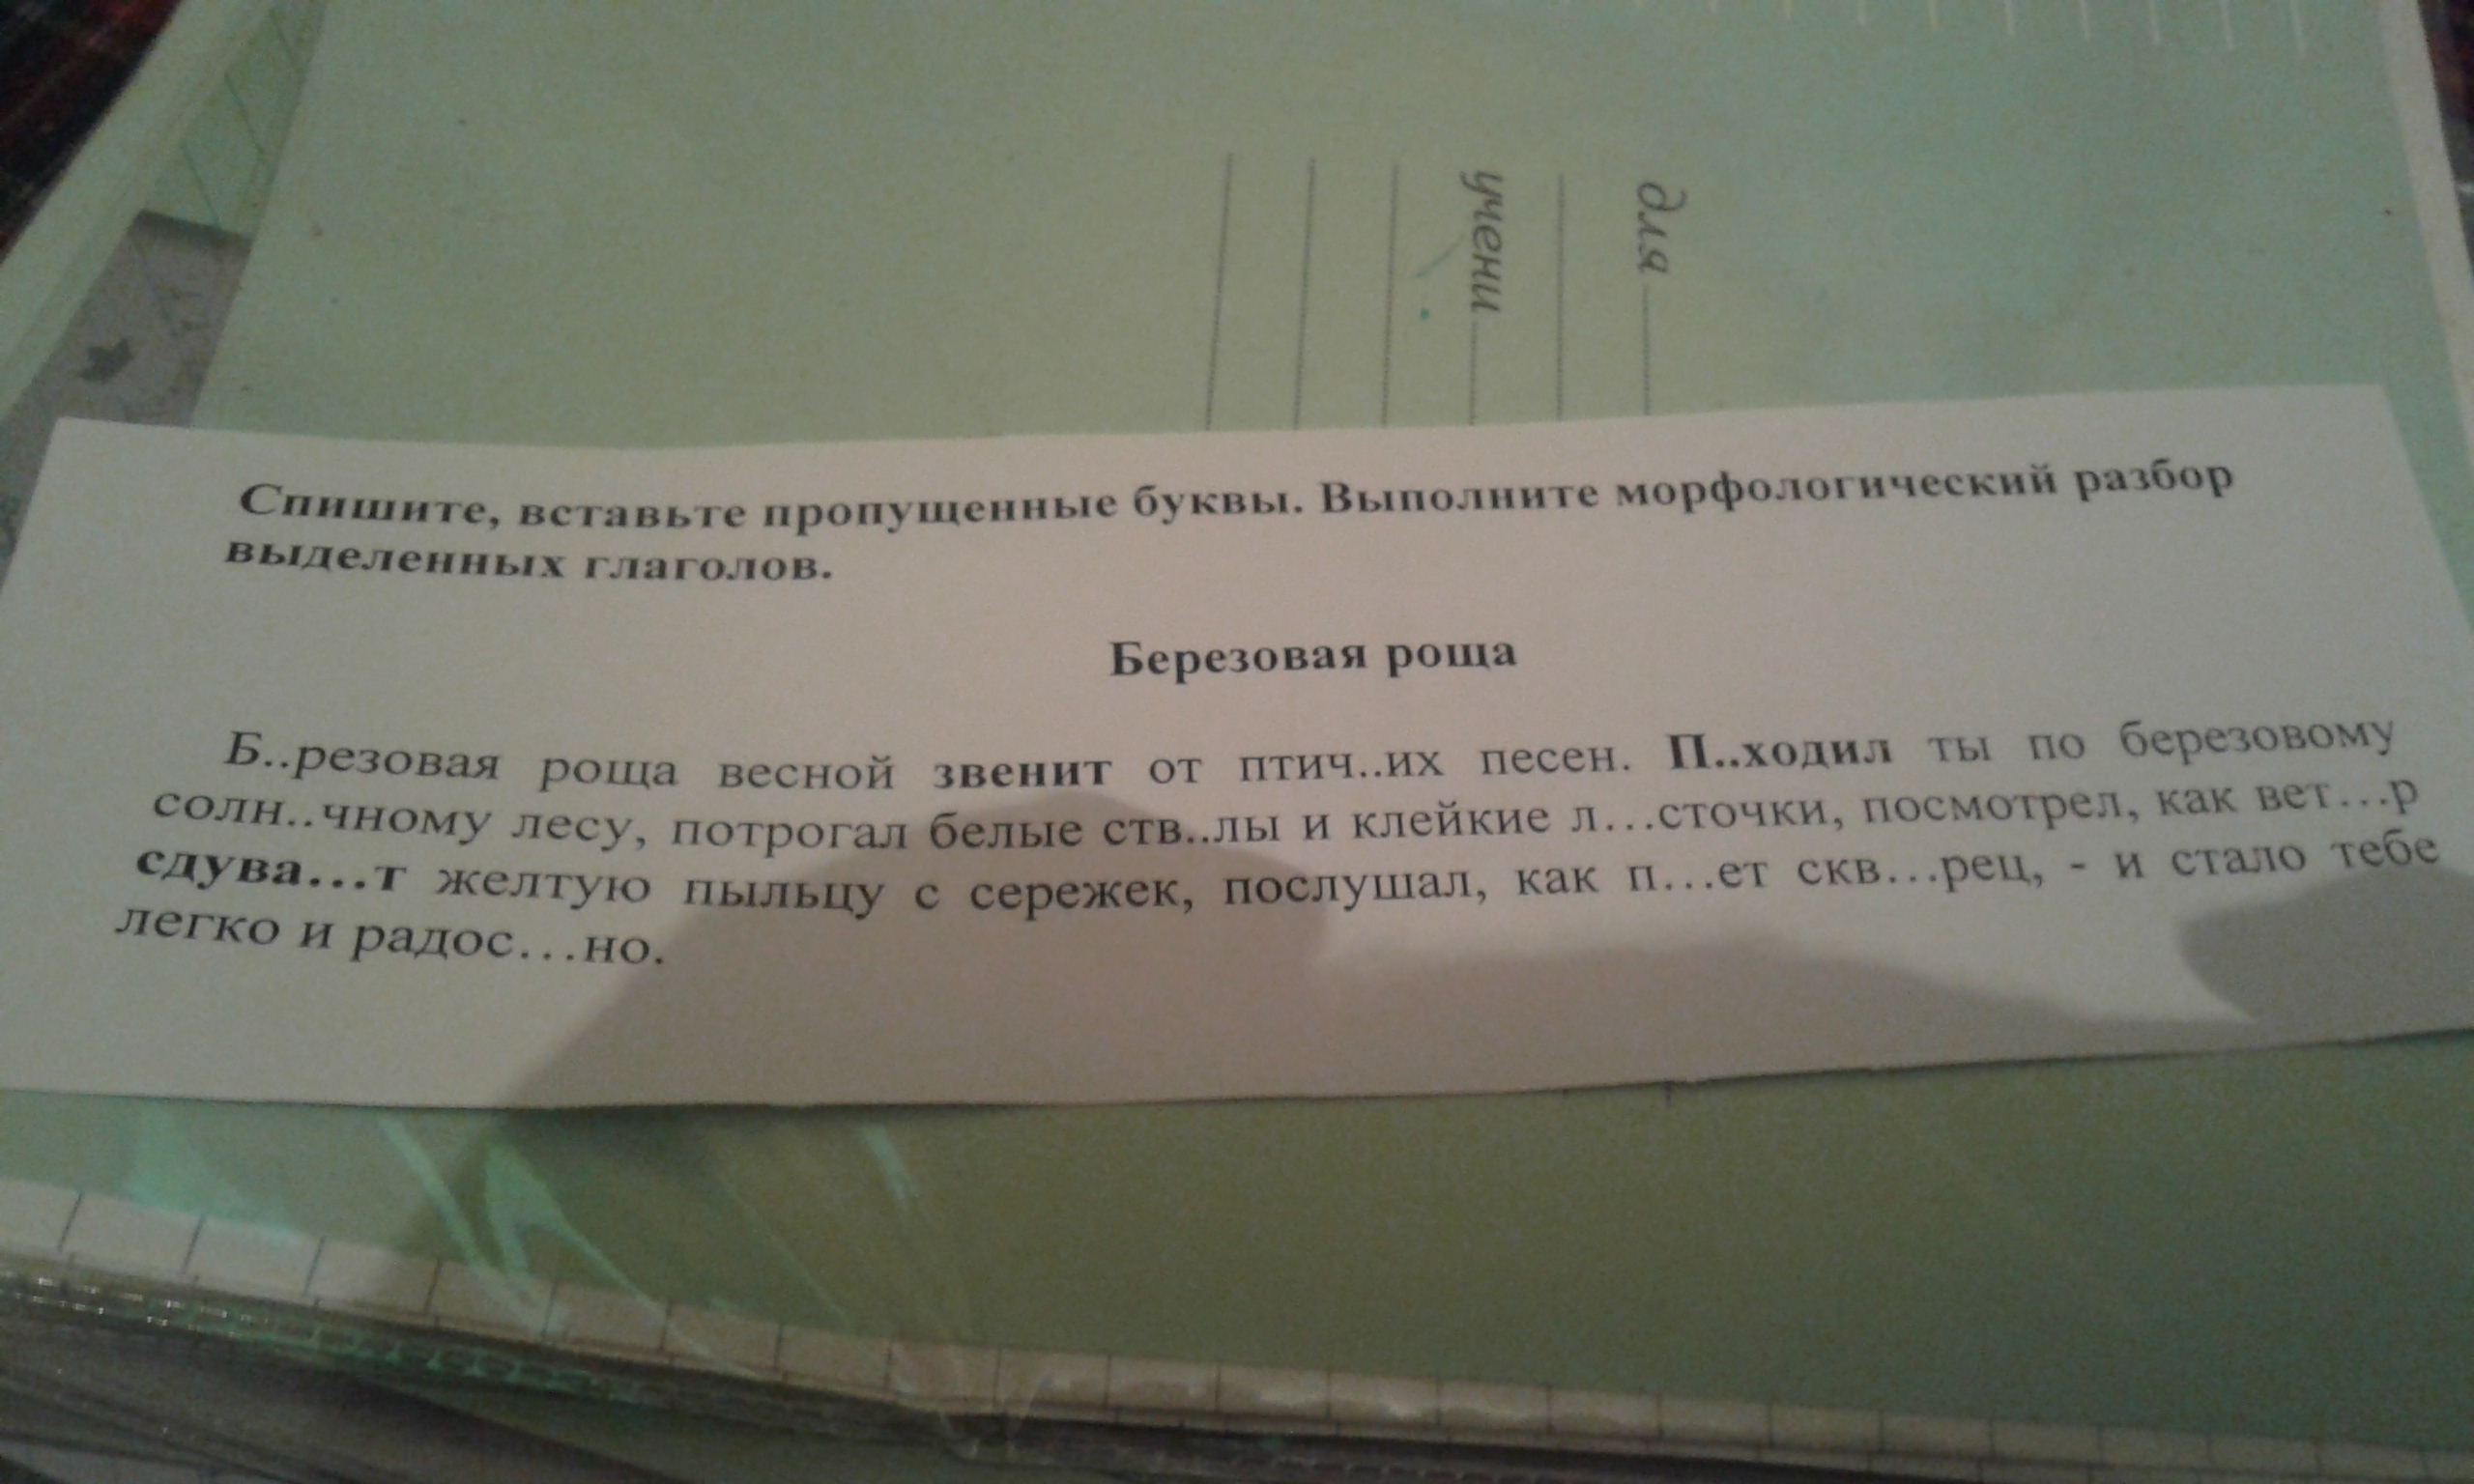 для
учени
Спишите, вставьте пропущенные буквы. Выполните морфологический разбор
выделенных глаголов.
Березовая роща
Б..резовая роща весной звенит от птич..их песен. П..ходил ты по березовому
солн..чному лесу, потрогал белые ств..лы и клейкие л...сточки, посмотрел, как вет...р
сдува...т желтую пыльцу с сережек, послушал, как п...ет скв...рец, - и стало тебе
легко и радос...но.